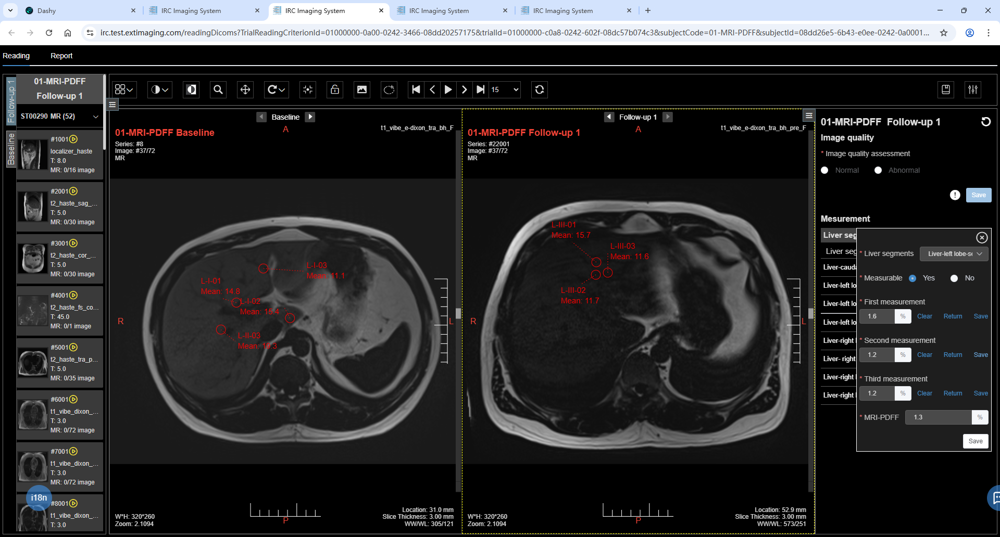 Dashy
IRC Imaging System
IRC Imaging System
IRC Imaging System
IRC Imaging System
irc.test.extimaging.com/readingDicoms?TrialReadingCriterionId=01000000-0a00-0242-3466-08dd20257175&trialId=01000000-c0a8-0242-602f-08dc57b074c3&subjectCode=01-MRI-PDFF&subjectId=08dd26e5-6b43-e0ee-0242-0a0001...
Reading Report
Follow-up 1
Baseline
01-MRI-PDFF
Follow-up 1
ST00290 MR (52)
#1001
localizer_haste
T: 8.0
MR: 0/16 image
#2001
t2_haste_sag_...
T: 5.0
MR: 0/30 image
#3001
t2_haste_cor_...
T: 5.0
MR: 0/30 image
#4001
t2_haste_fs_co...
T: 45.0
MR: 0/1 image
#5001
t2_haste_tra_p...
T: 5.0
MR: 0/35 image
#6001
t1_vibe_dixon_...
T: 3.0
MR: 0/72 image
#7001
t1_vibe_dixon_...
T: 3.0
MR: 0/72 image
i18n
#8001
t1_vibe_dixon_...
T: 3.0
15
Baseline
A
01-MRI-PDFF Baseline
t1_vibe_e-dixon_tra_bh_F
Series: #8
Image: #37/72
MR
L-I-03
Mean: 11.1
L-I-01
Mean: 14.8
L-I-02
Mean: 15.4
L-II-03
R
L
P
W*H: 320*260
Zoom: 2.1094
Location: 31.0 mm
Slice Thickness: 3.00 mm
WW/WL: 305/121
Follow-up 1
A
01-MRI-PDFF Follow-up 1
t1_vibe_e-dixon_tra_bh_pre_F
Series: #22001
Image: #37/72
MR
L-III-01
Mean: 15.7
L-III-03
Mean: 11.6
L-III-02
Mean: 11.7
R
L
P
W*H: 320*260
Zoom: 2.1094
Location: 52.9 mm
Slice Thickness: 3.00 mm
WW/WL: 573/251
01-MRI-PDFF Follow-up 1
Image quality
* Image quality assessment
Normal Abnormal
! Save
Mesurement
Liver seg
Liver seg
Liver-cauda
Liver-left lo
Liver-left lo
Liver-left lo
Liver-right l
Liver- right
Liver-right l
Liver-right l
* Liver segments Liver-left lobe-se
* Measurable Yes No
* First measurement
1.6 % Clear Return Save
* Second measurement
1.2 % Clear Return Save
* Third measurement
1.2 % Clear Return Save
* MRI-PDFF 1.3 %
Save